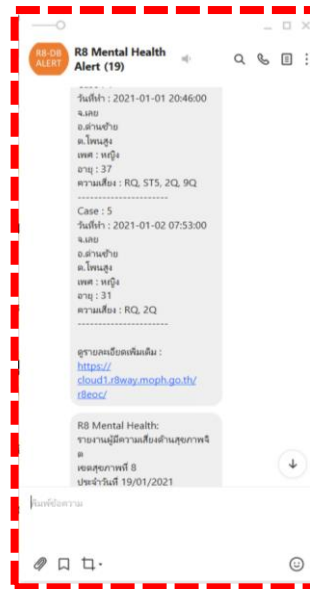 R8-DB
ALERT
R8 Mental Health
Alert (19)
วันที่ทำ : 2021-01-01 20:46:00
จ.เลย
อ.ด่านซ้าย
ต.โพนสูง
เพศ : หญิง
อายุ : 37
ความเสี่ยง : RQ, ST5, 2Q, 9Q
----------------------
Case : 5
วันที่ทำ : 2021-01-02 07:53:00
จ.เลย
อ.ด่านซ้าย
ต.โพนสูง
เพศ : หญิง
อายุ : 31
ความเสี่ยง : RQ, 2Q
----------------------
ดูรายละเอียดเพิ่มเติม :
https://
cloud1.r8way.moph.go.th/
r8eoc/
R8 Mental Health:
รายงานผู้มีความเสี่ยงด้านสุขภาพจิ
ต
เขตสุขภาพที่ 8
ประจำวันที่ 19/01/2021
พิมพ์ข้อความ